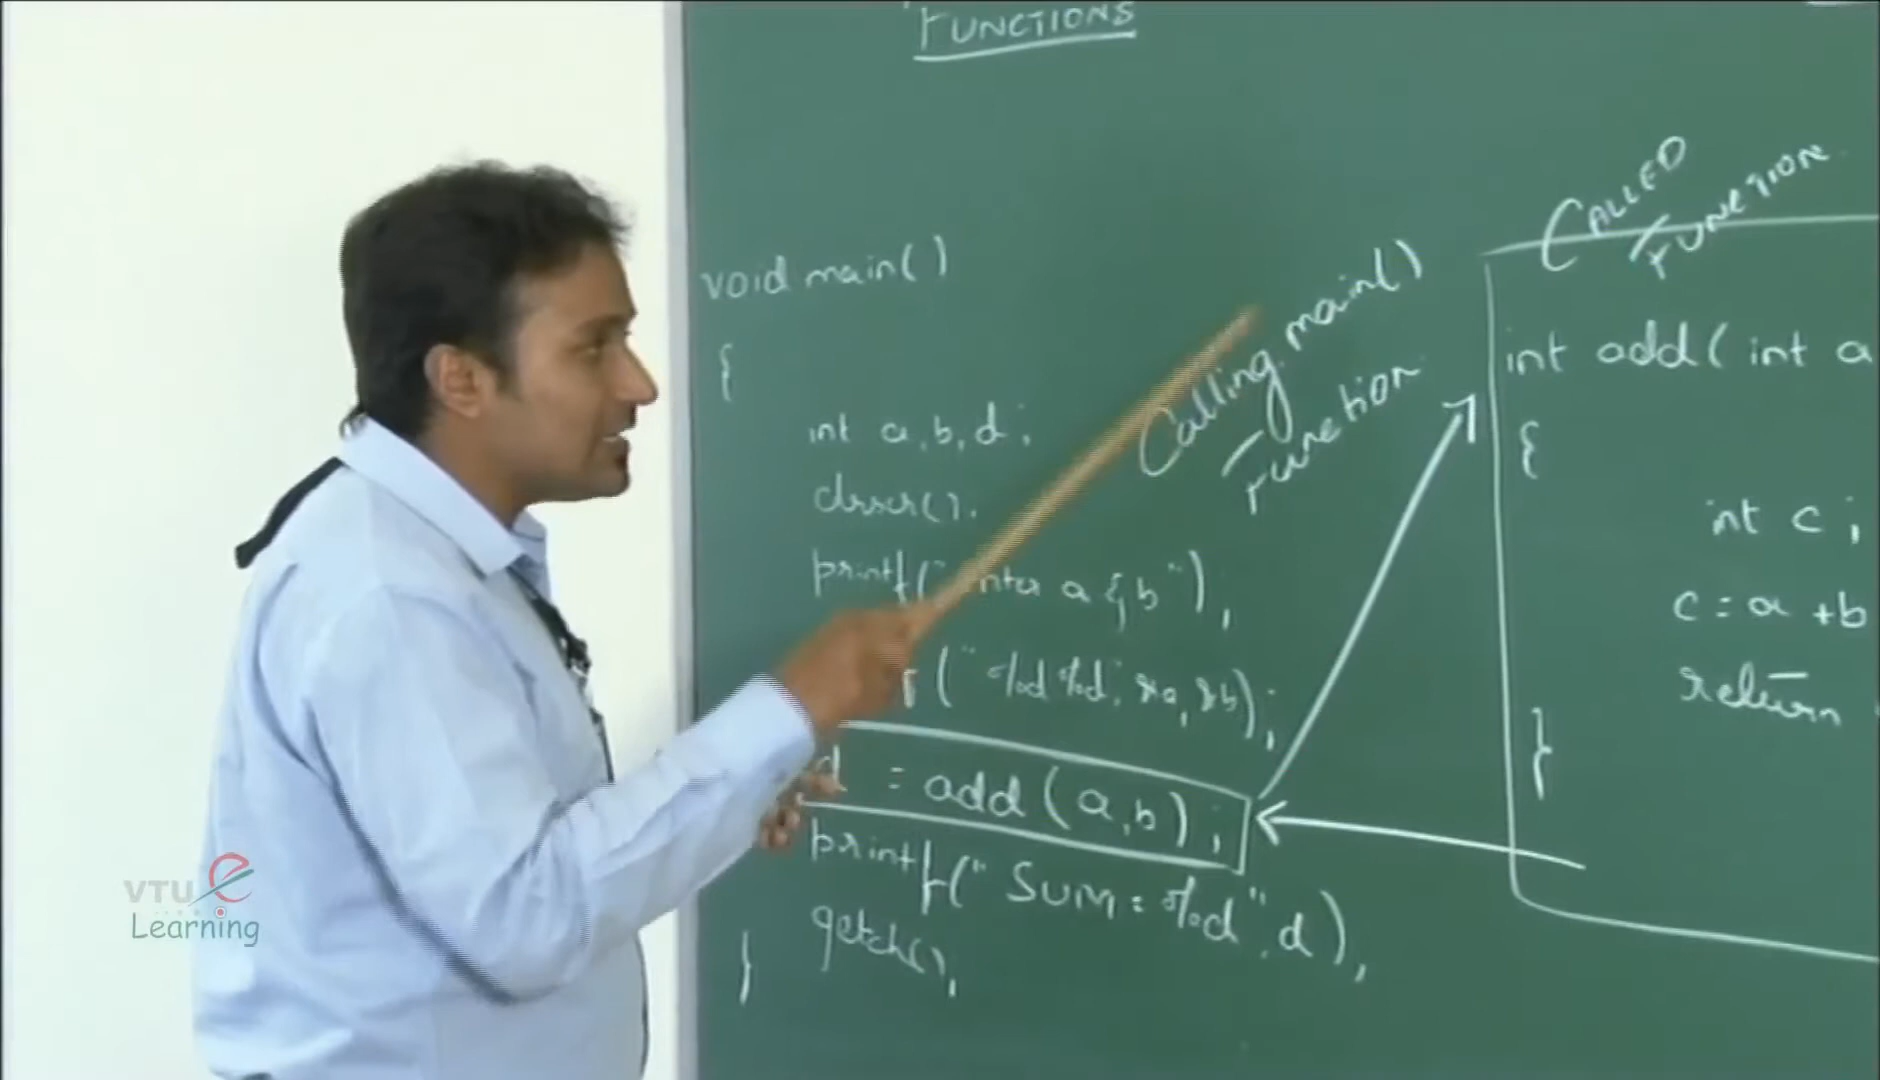 FUNCTIONS
void main()
{
int a, b, d;
clrscr();
printf("Enter a & b");
("%d %d", &a, &b);
d = add(a, b);
printf("SUM = %d", d);
getch();
}
Calling main()
Function
CALLED
FUNCTION
int add(int a
{
int c;
c = a + b
return
}
VTU e
Learning